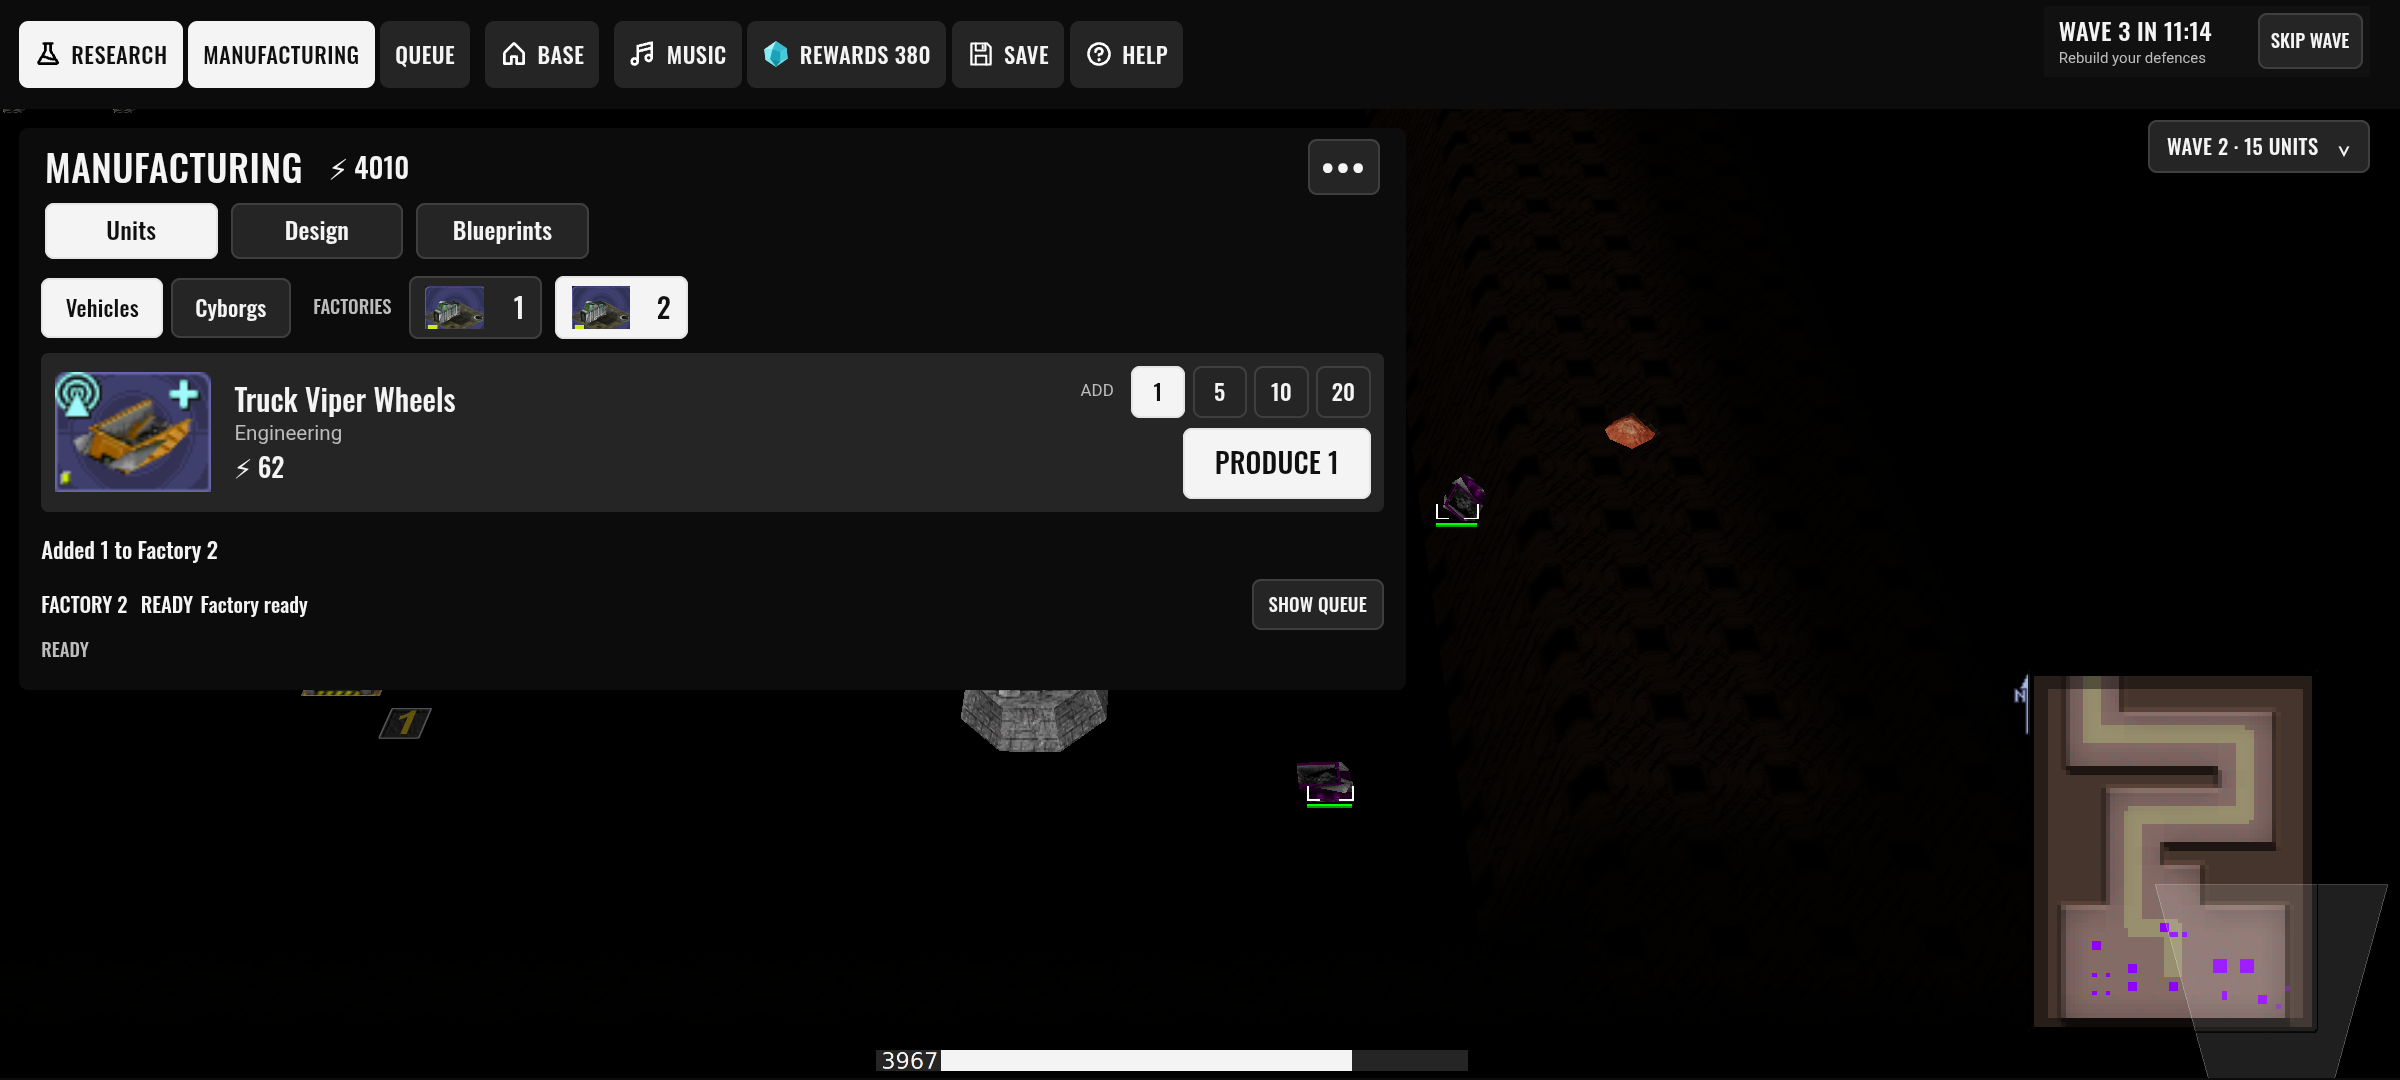 RESEARCH MANUFACTURING QUEUE BASE MUSIC REWARDS 380 SAVE HELP
WAVE 3 IN 11:14
Rebuild your defences
SKIP WAVE
WAVE 2 · 15 UNITS
MANUFACTURING 4010
Units Design Blueprints
Vehicles Cyborgs FACTORIES 1 2
Truck Viper Wheels
Engineering
62
ADD 1 5 10 20
PRODUCE 1
Added 1 to Factory 2
FACTORY 2 READY Factory ready
SHOW QUEUE
READY
1
N
3967